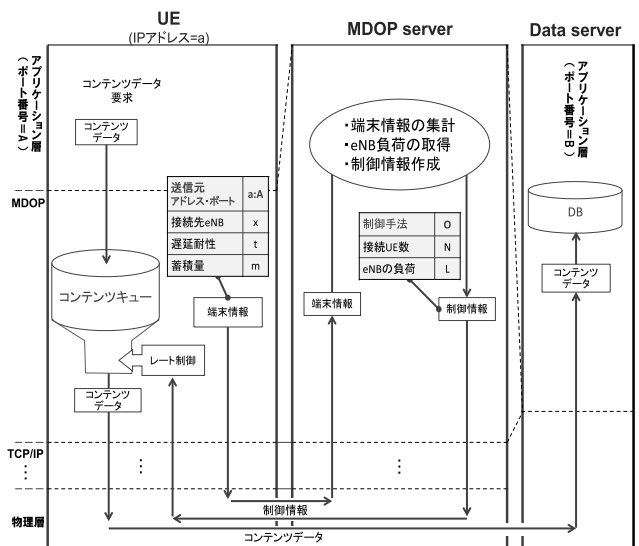 UE
(IPアドレス=a)
MDOP server
Data server
アプリケーション層
(ポート番号=A)
コンテンツデータ
要求
コンテンツ
データ
・端末情報の集計
・eNB負荷の取得
・制御情報作成
アプリケーション層
(ポート番号=B)
MDOP
送信元
アドレス・ポート a:A
接続先eNB x
遅延耐性 t
蓄積量 m
制御手法 O
接続UE数 N
eNBの負荷 L
DB
コンテンツ
データ
コンテンツキュー
端末情報
端末情報
制御情報
レート制御
コンテンツ
データ
TCP/IP
⋮
⋮
⋮
物理層
制御情報
コンテンツデータ